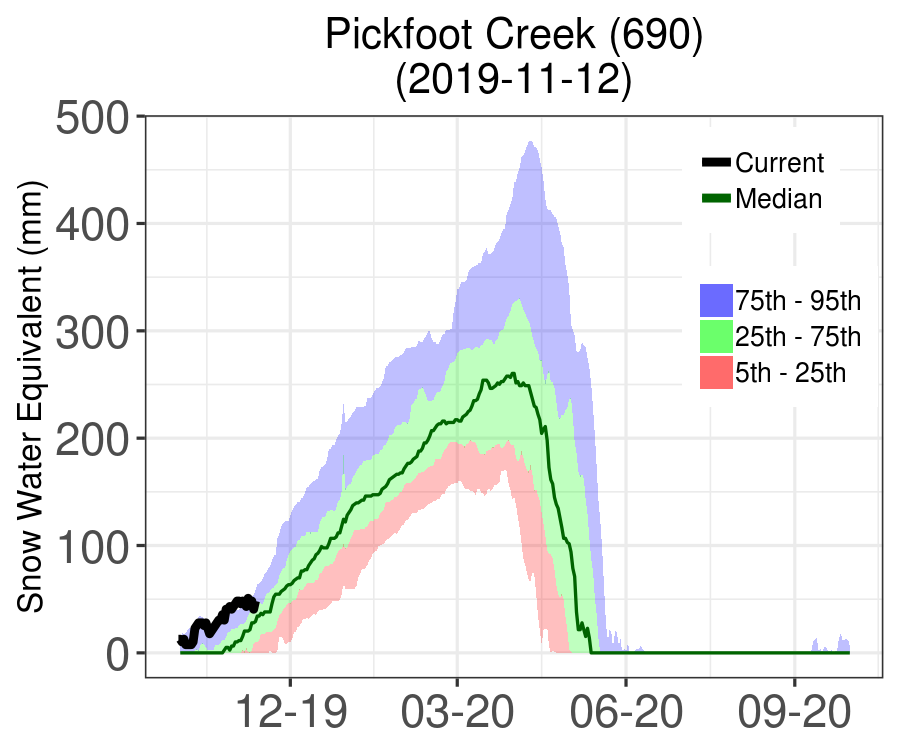 Pickfoot Creek (690)
(2019-11-12)
Snow Water Equivalent (mm)
500
400
300
200
100
0
12-19
03-20
06-20
09-20
Current
Median
75th - 95th
25th - 75th
5th - 25th